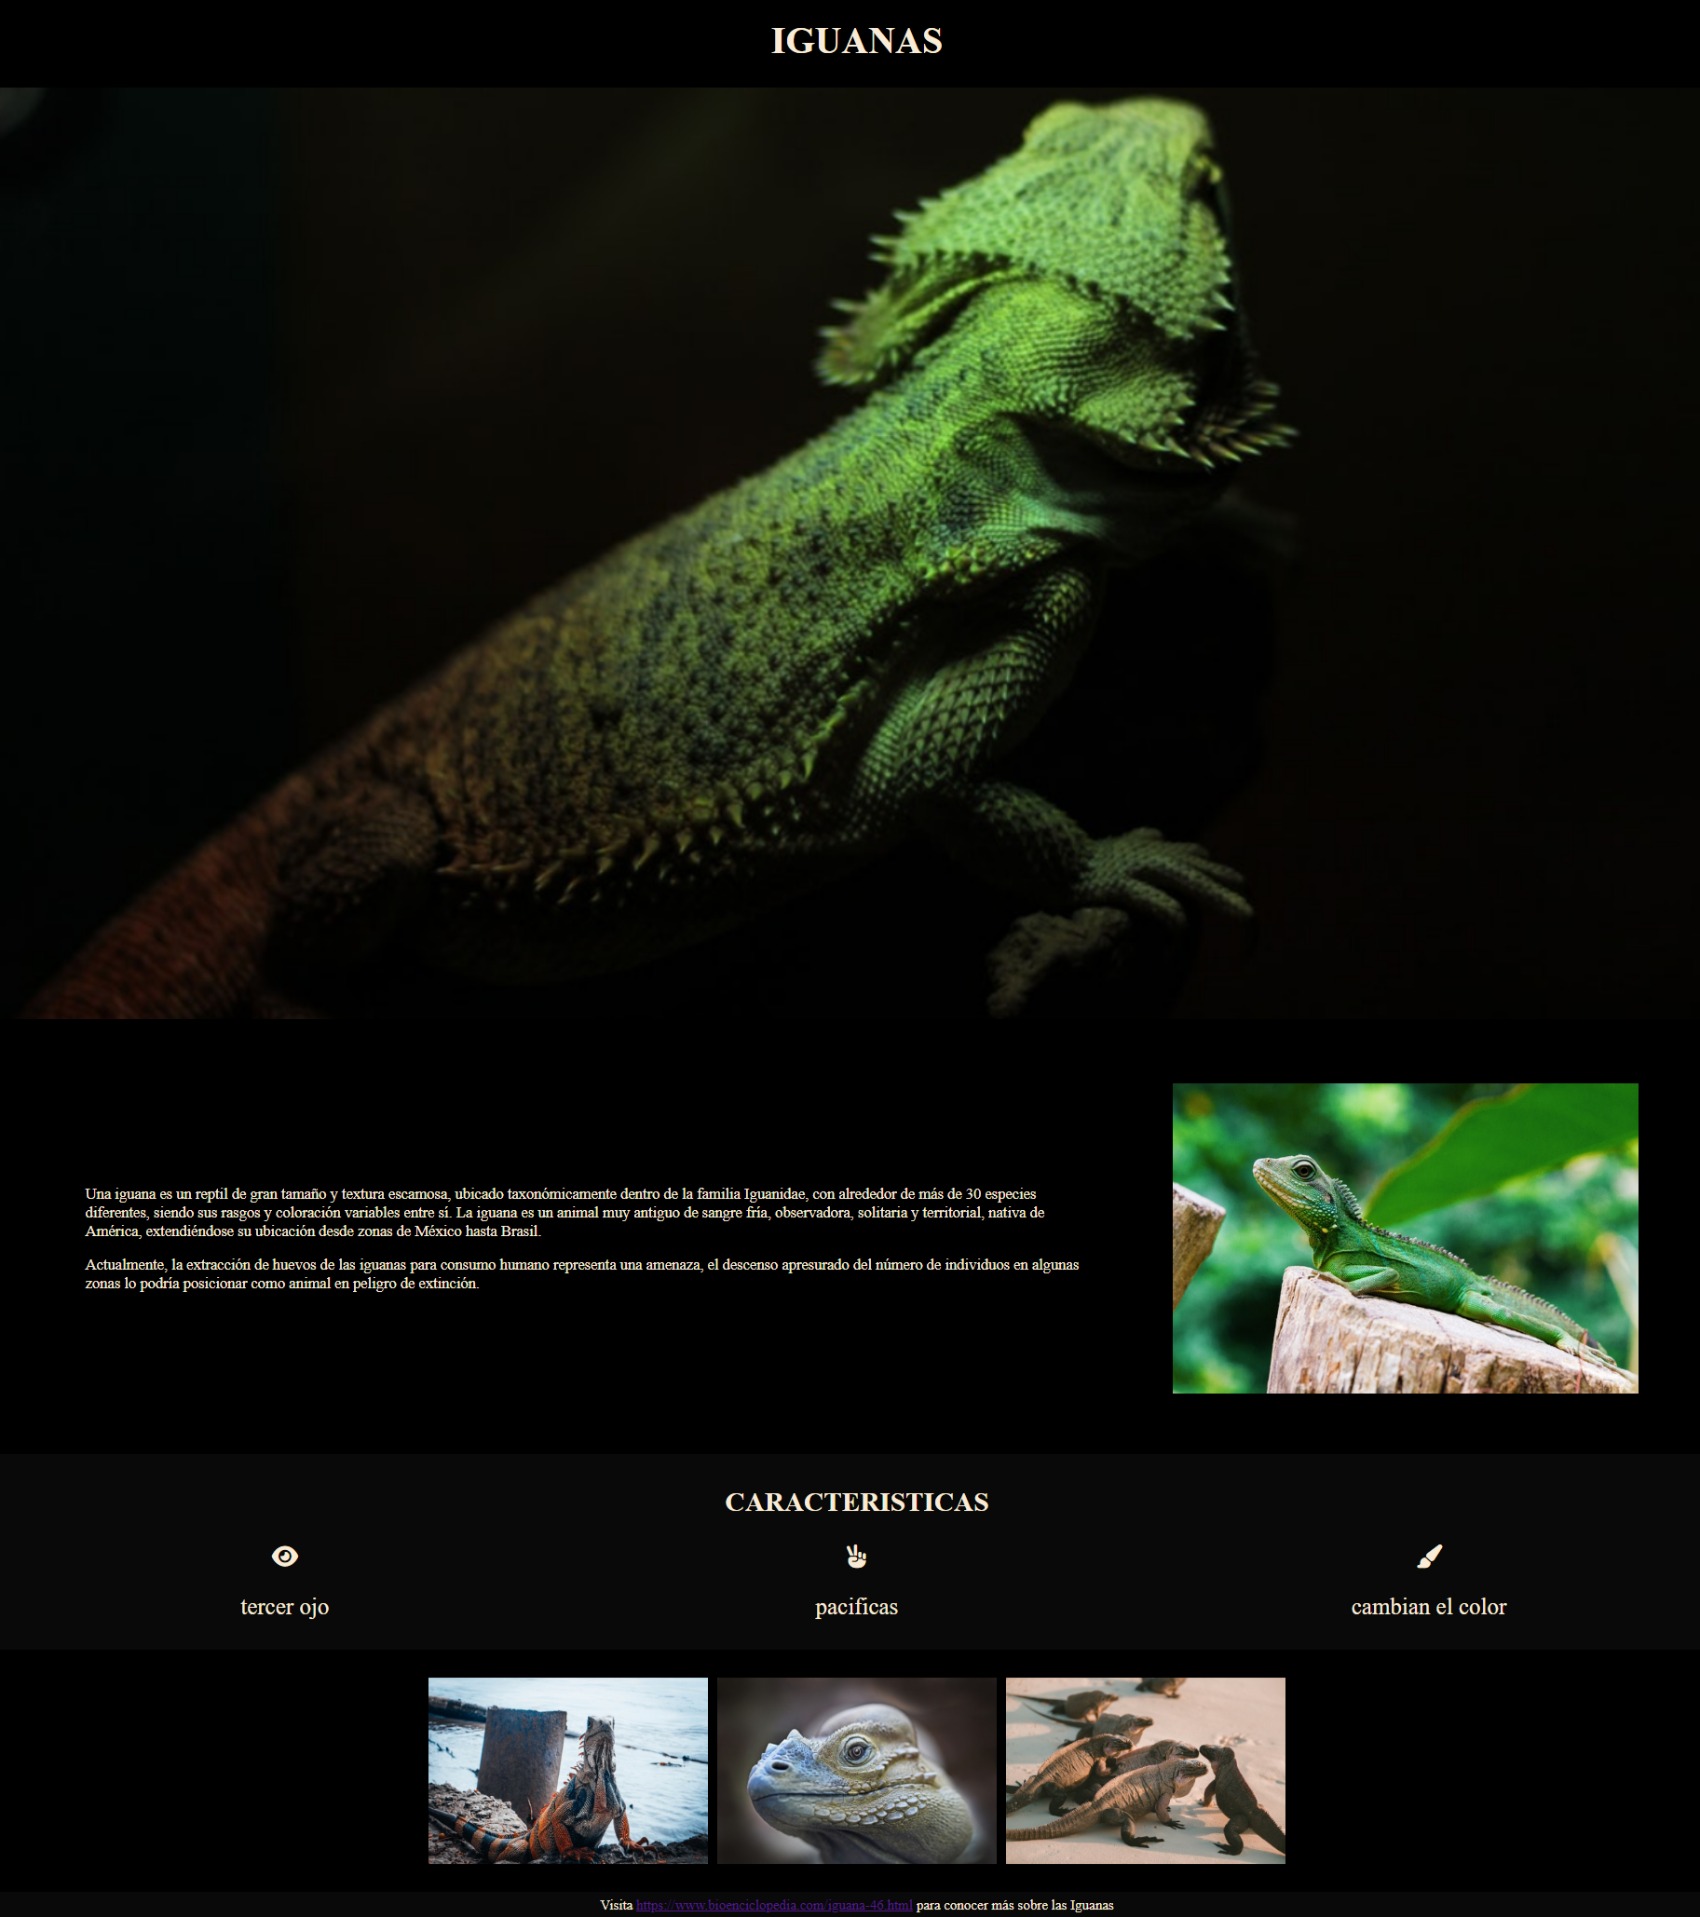 IGUANAS
Una iguana es un reptil de gran tamaño y textura escamosa, ubicado taxonómicamente dentro de la familia Iguanidae, con alrededor de más de 30 especies
diferentes, siendo sus rasgos y coloración variables entre sí. La iguana es un animal muy antiguo de sangre fría, observadora, solitaria y territorial, nativa de
América, extendiéndose su ubicación desde zonas de México hasta Brasil.
Actualmente, la extracción de huevos de las iguanas para consumo humano representa una amenaza, el descenso apresurado del número de individuos en algunas
zonas lo podría posicionar como animal en peligro de extinción.
CARACTERISTICAS
tercer ojo
pacificas
cambian el color
Visita https://www.bioenciclopedia.com/iguana-46.html para conocer más sobre las Iguanas